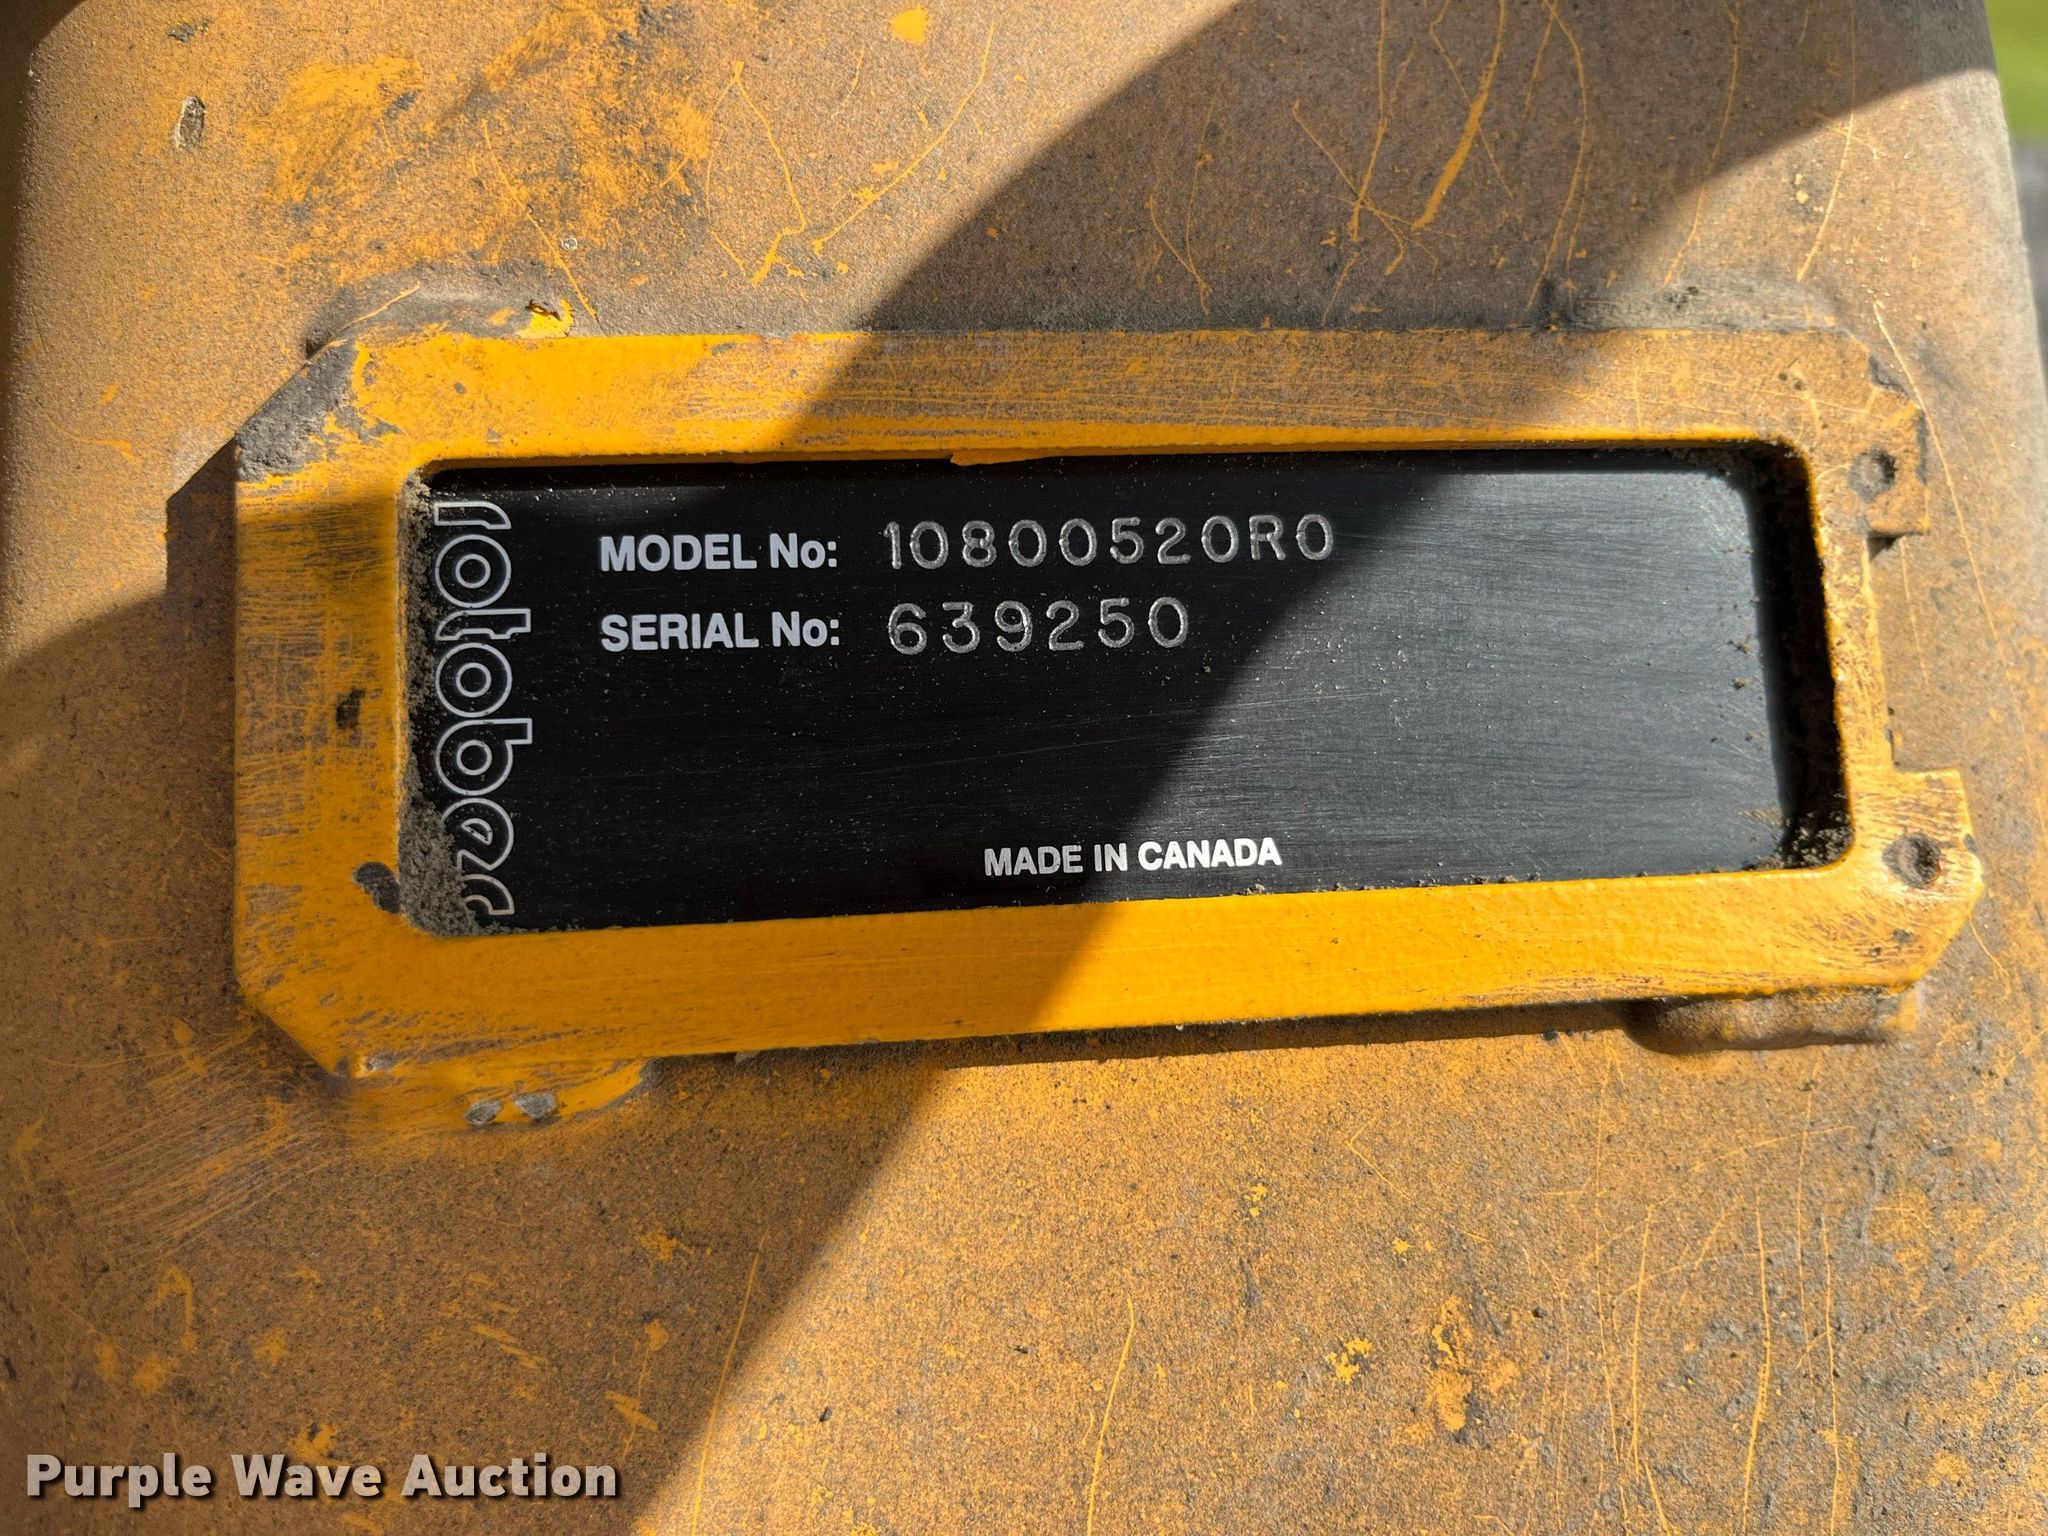 rotobec
MODEL No: 10800520R0
SERIAL No: 639250
MADE IN CANADA
Purple Wave Auction